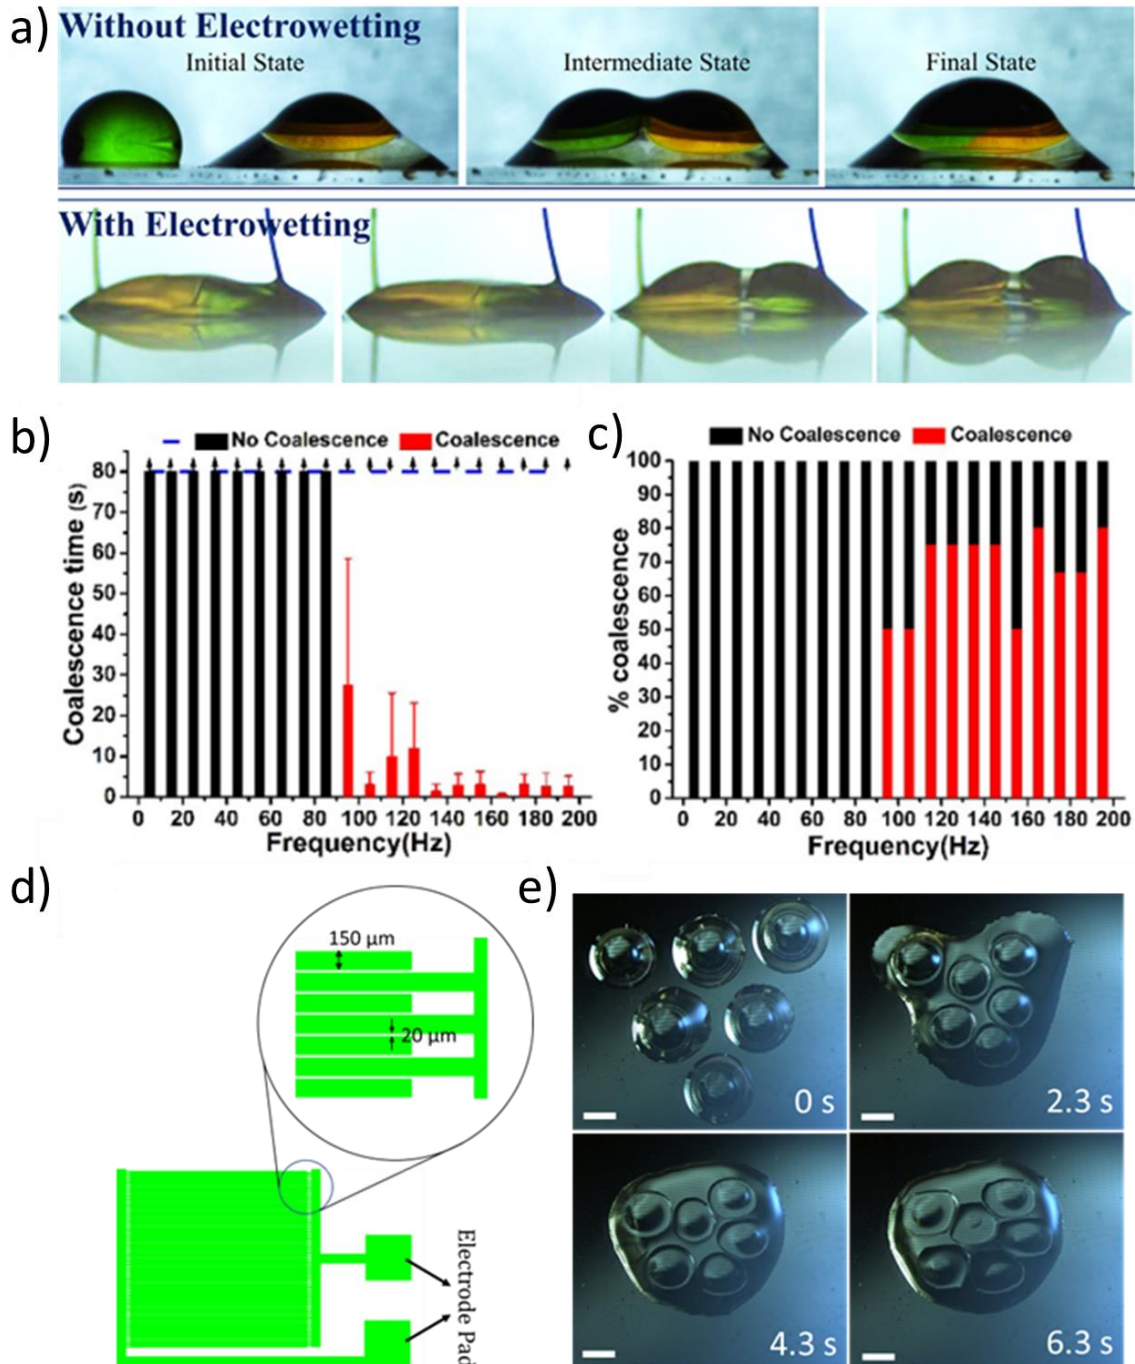 a)
Without Electrowetting
Initial State
Intermediate State
Final State
With Electrowetting
b)
No Coalescence
Coalescence
80
70
60
50
40
30
20
10
0
Coalescence time (s)
0 20 40 60 80 100 120 140 160 180 200
Frequency(Hz)
c)
No Coalescence
Coalescence
100
90
80
70
60
50
40
30
20
10
0
% coalescence
0 20 40 60 80 100 120 140 160 180 200
Frequency(Hz)
d)
150 µm
20 µm
Electrode Pad
e)
0 s
2.3 s
4.3 s
6.3 s